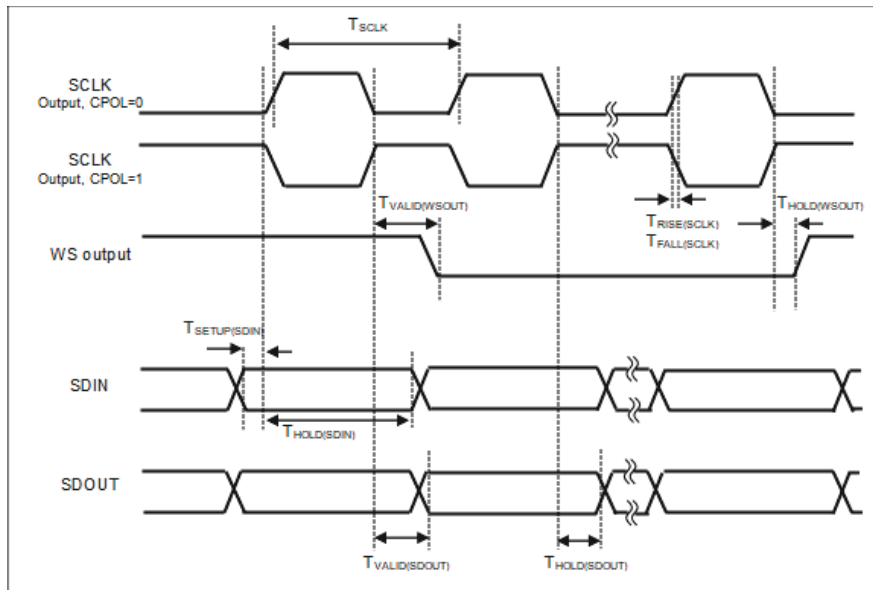 TSCLK
SCLK
Output, CPOL=0
SCLK
Output, CPOL=1
TVALID(WSOUT)
THOLD(WSOUT)
TRISE(SCLK)
TFALL(SCLK)
WS output
TSETUP(SDIN)
SDIN
THOLD(SDIN)
SDOUT
TVALID(SDOUT)
THOLD(SDOUT)